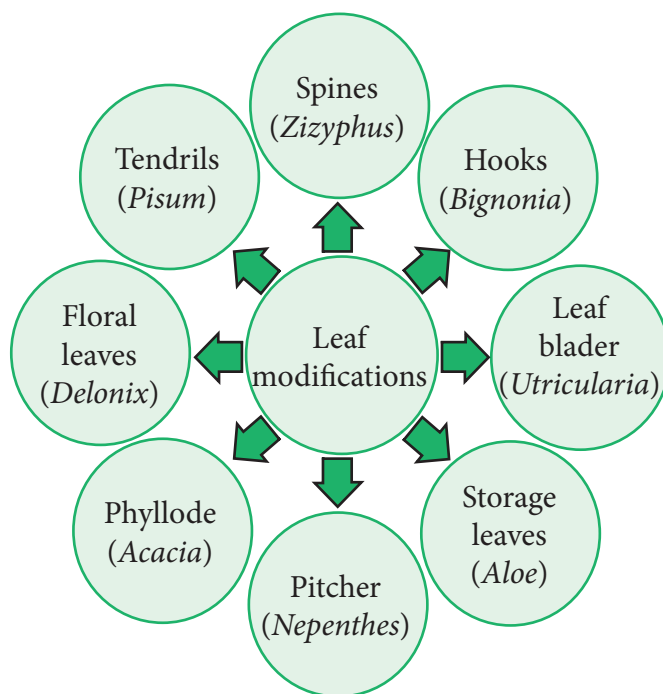 Spines
(Zizyphus)
Hooks
(Bignonia)
Leaf
blader
(Utricularia)
Storage
leaves
(Aloe)
Pitcher
(Nepenthes)
Phyllode
(Acacia)
Floral
leaves
(Delonix)
Tendrils
(Pisum)
Leaf
modifications